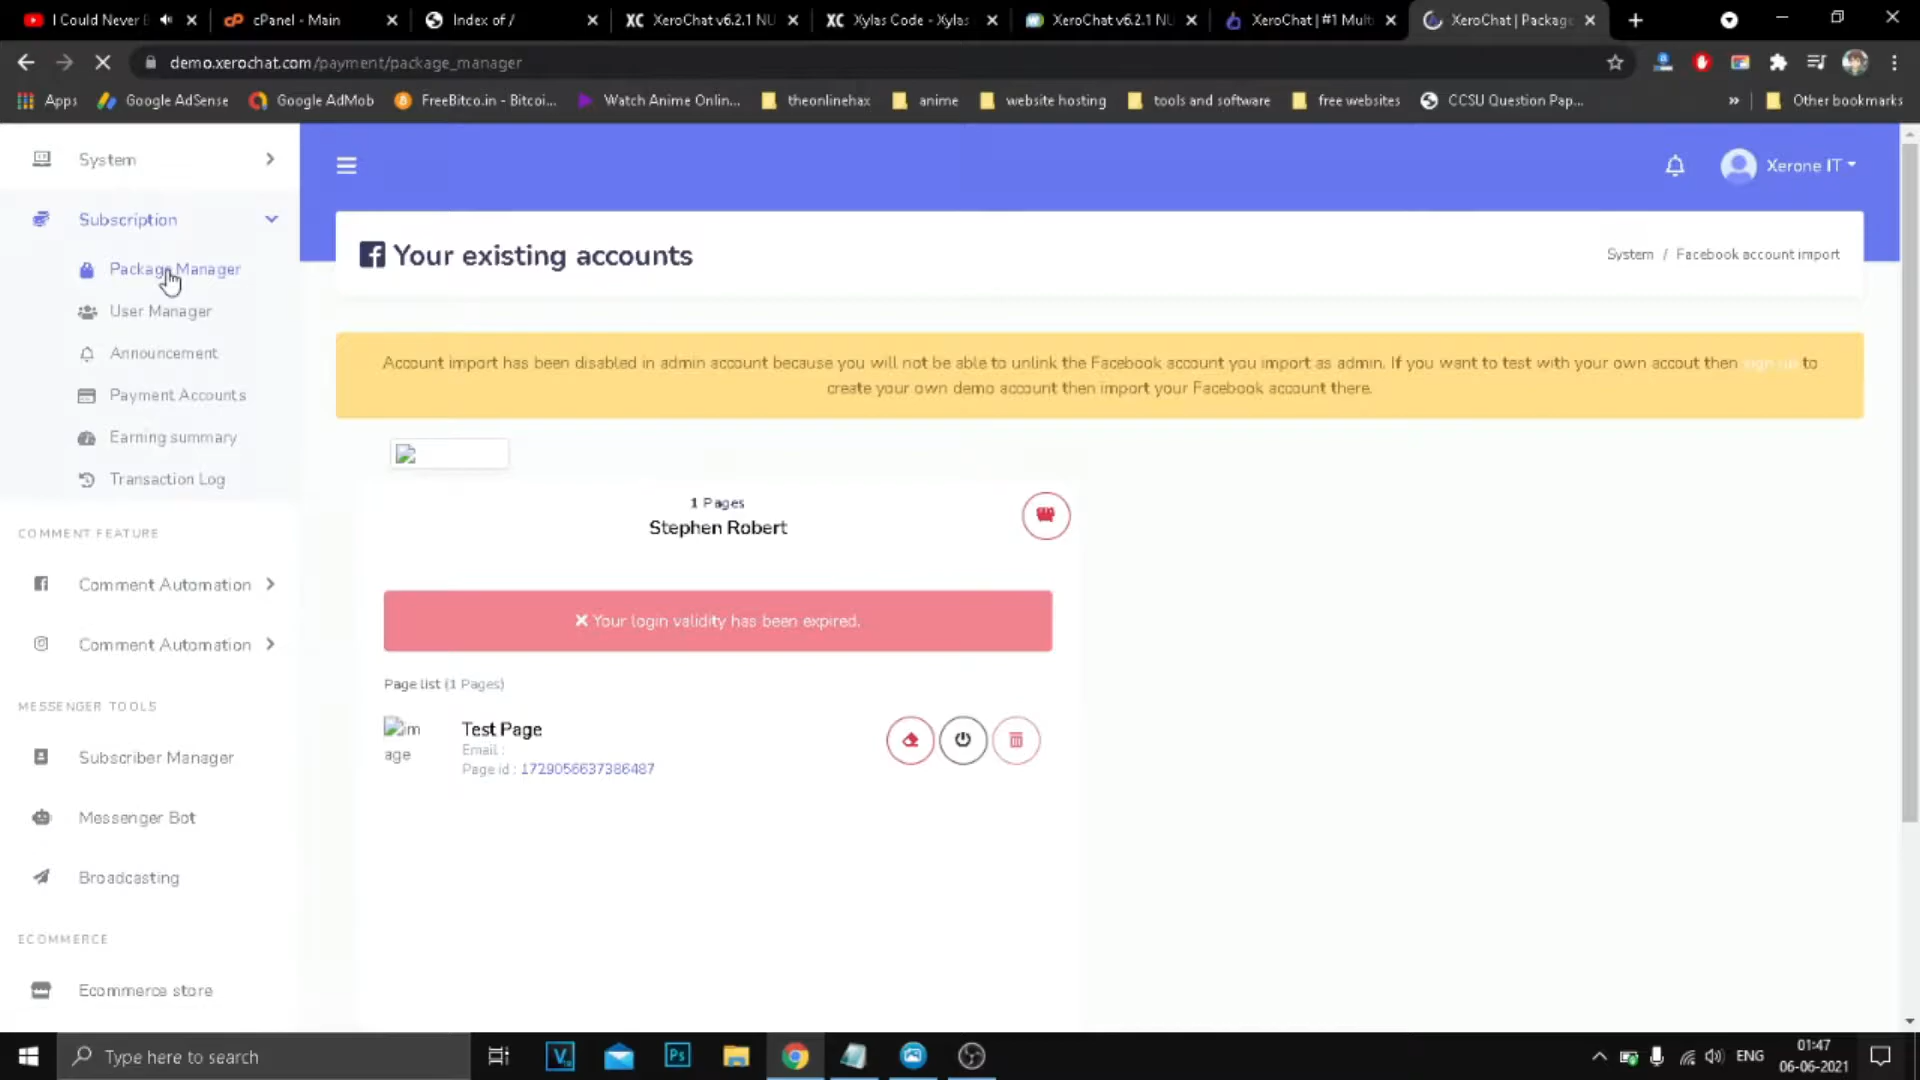 I Could Never B
cPanel - Main
Index of /
XeroChat v6.2.1 NU
Xylas Code - Xylas
XeroChat v6.2.1 NU
XeroChat | #1 Multi
XeroChat | Package
demo.xerochat.com/payment/package_manager
Apps
Google AdSense
Google AdMob
FreeBitco.in - Bitcoi...
Watch Anime Onlin...
theonlinehax
anime
website hosting
tools and software
free websites
CCSU Question Pap...
»
Other bookmarks
System
Subscription
Package Manager
User Manager
Announcement
Payment Accounts
Earning summary
Transaction Log
COMMENT FEATURE
Comment Automation
Comment Automation
MESSENGER TOOLS
Subscriber Manager
Messenger Bot
Broadcasting
ECOMMERCE
Ecommerce store
Xerone IT
Your existing accounts
System / Facebook account import
Account import has been disabled in admin account because you will not be able to unlink the Facebook account you import as admin. If you want to test with your own accout then sign up to
create your own demo account then import your Facebook account there.
1 Pages
Stephen Robert
Your login validity has been expired.
Page list (1 Pages)
im
age
Test Page
Email :
Page id : 1729056637386487
Type here to search
Ps
ENG
01:47
06-06-2021